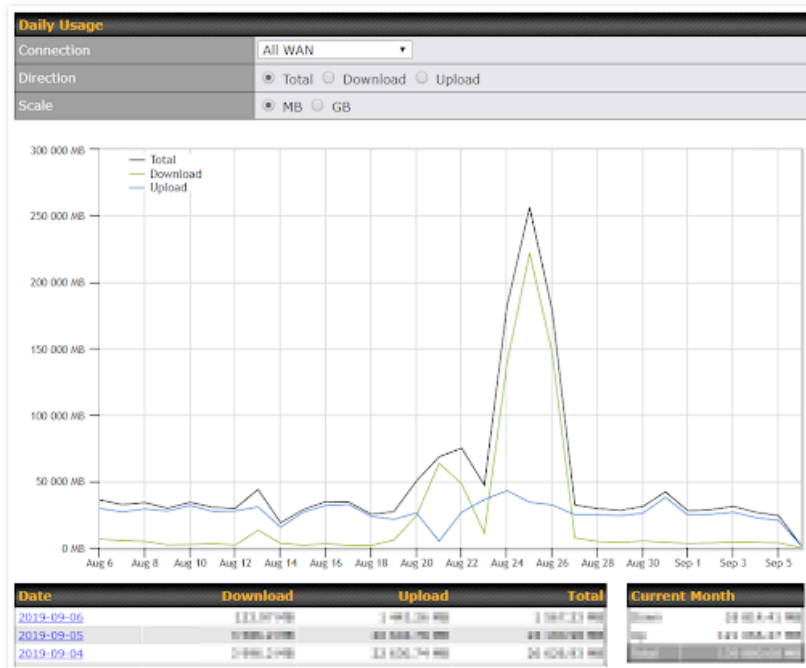 Daily Usage
Connection All WAN
Direction Total Download Upload
Scale MB GB
300 000 MB
Total
Download
Upload
250 000 MB
200 000 MB
150 000 MB
100 000 MB
50 000 MB
0 MB
Aug 6 Aug 8 Aug 10 Aug 12 Aug 14 Aug 16 Aug 18 Aug 20 Aug 22 Aug 24 Aug 26 Aug 28 Aug 30 Sep 1 Sep 3 Sep 5
Date Download Upload Total Current Month
2019-09-06
2019-09-05
2019-09-04